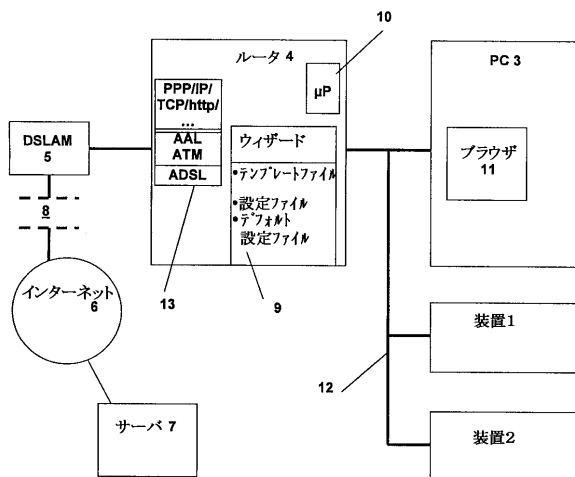 10
ルータ 4
PC 3
PPP/IP/
TCP/http/
...
μP
DSLAM
5
AAL
ATM
ADSL
ウィザード
•テンプレートファイル
•設定ファイル
•デフォルト
設定ファイル
ブラウザ
11
8
インターネット
6
13
9
装置1
12
サーバ 7
装置2